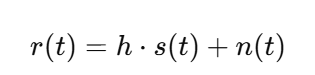 r(t) = h · s(t) + n(t)